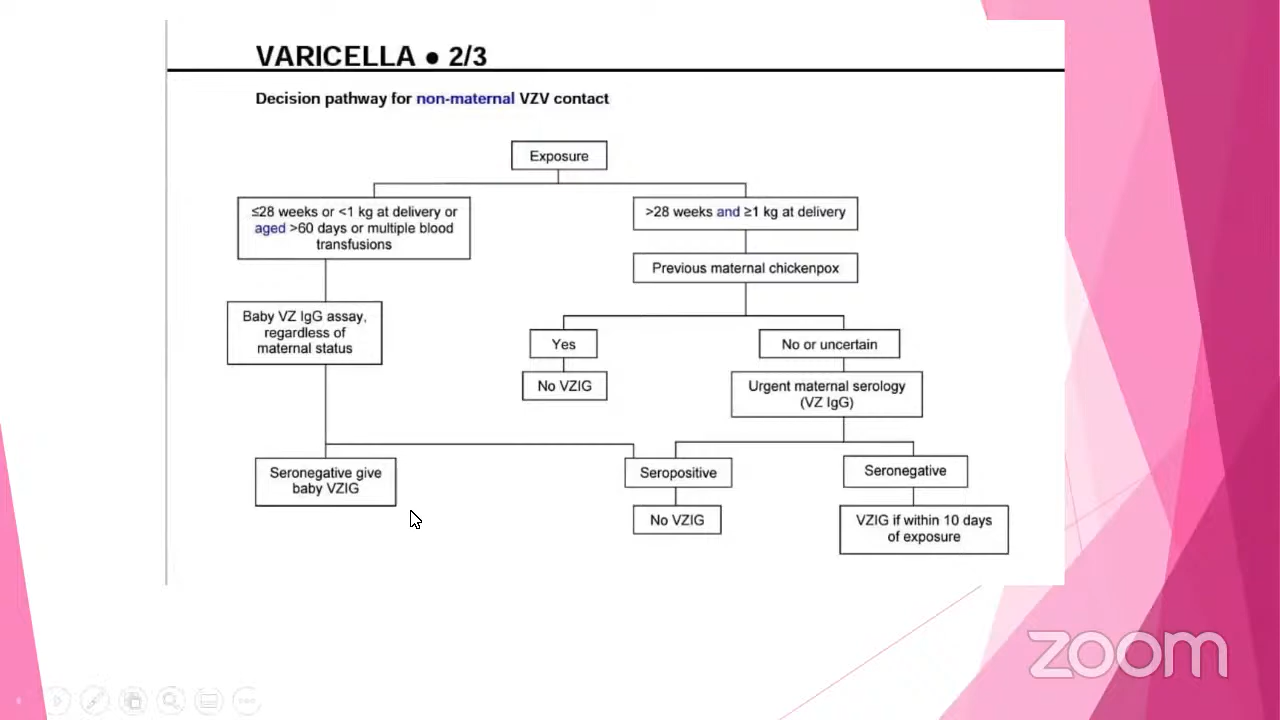 VARICELLA ● 2/3
Decision pathway for non-maternal VZV contact
Exposure
≤28 weeks or <1 kg at delivery or
aged >60 days or multiple blood
transfusions
>28 weeks and ≥1 kg at delivery
Previous maternal chickenpox
Baby VZ IgG assay,
regardless of
maternal status
Yes
No or uncertain
No VZIG
Urgent maternal serology
(VZ IgG)
Seronegative give
baby VZIG
Seropositive
Seronegative
No VZIG
VZIG if within 10 days
of exposure
zoom